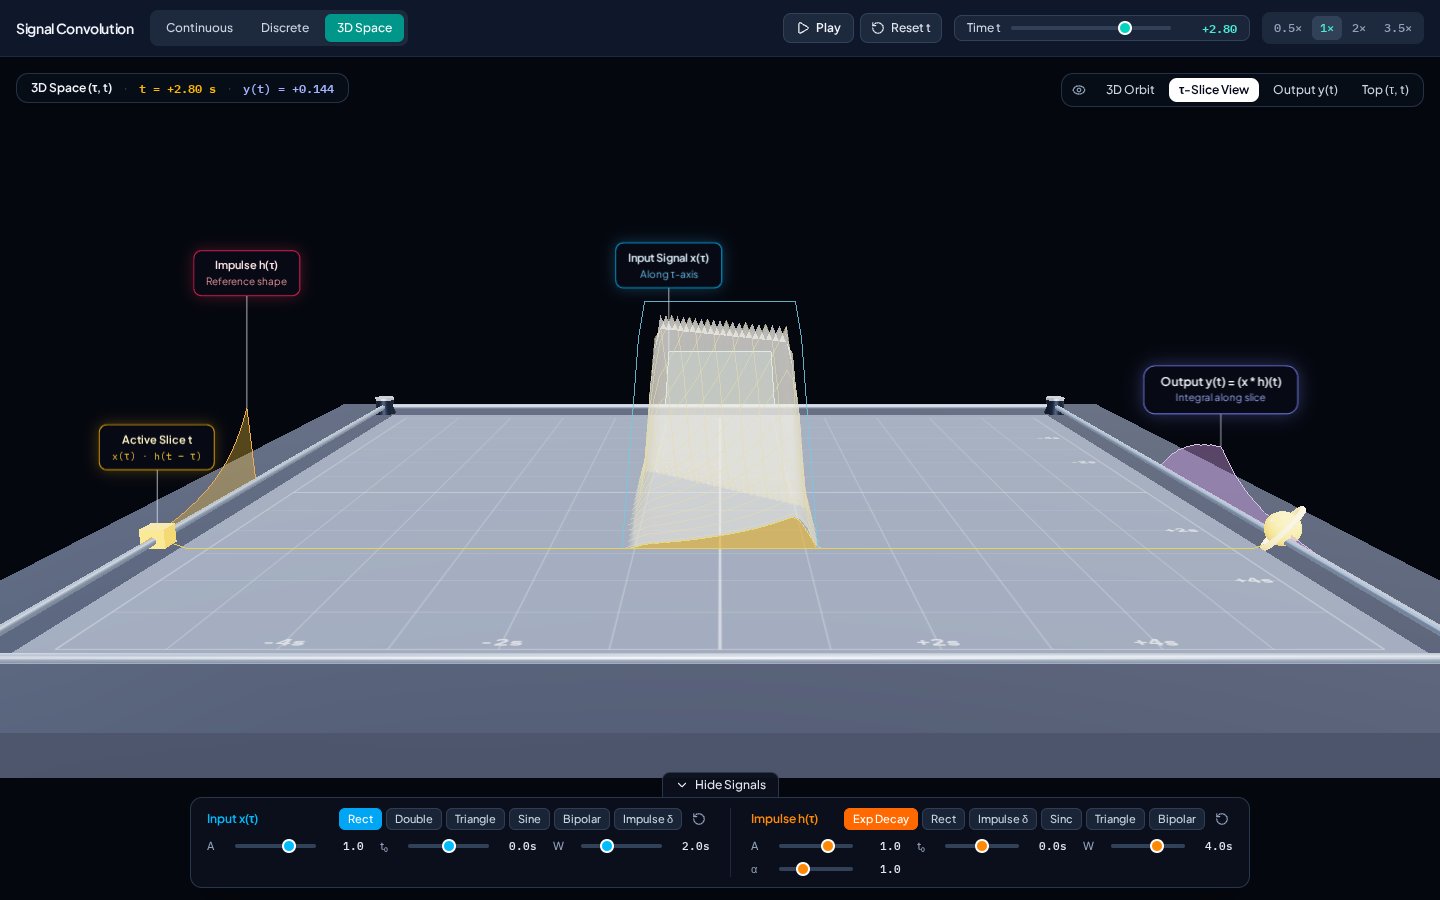 Signal Convolution
Continuous
Discrete
3D Space
Play
Reset t
Time t
+2.80
0.5×
1×
2×
3.5×
3D Space (τ, t) · t = +2.80 s · y(t) = +0.144
3D Orbit
τ-Slice View
Output y(t)
Top (τ, t)
Input Signal x(τ)
Along τ-axis
Impulse h(τ)
Reference shape
Output y(t) = (x * h)(t)
Integral along slice
Active Slice t
x(τ) · h(t − τ)
+2s
+4s
-4s
-2s
+2s
+4s
Hide Signals
Input x(τ)
Rect
Double
Triangle
Sine
Bipolar
Impulse δ
A
1.0
t₀
0.0s
W
2.0s
Impulse h(τ)
Exp Decay
Rect
Impulse δ
Sinc
Triangle
Bipolar
A
1.0
t₀
0.0s
W
4.0s
α
1.0